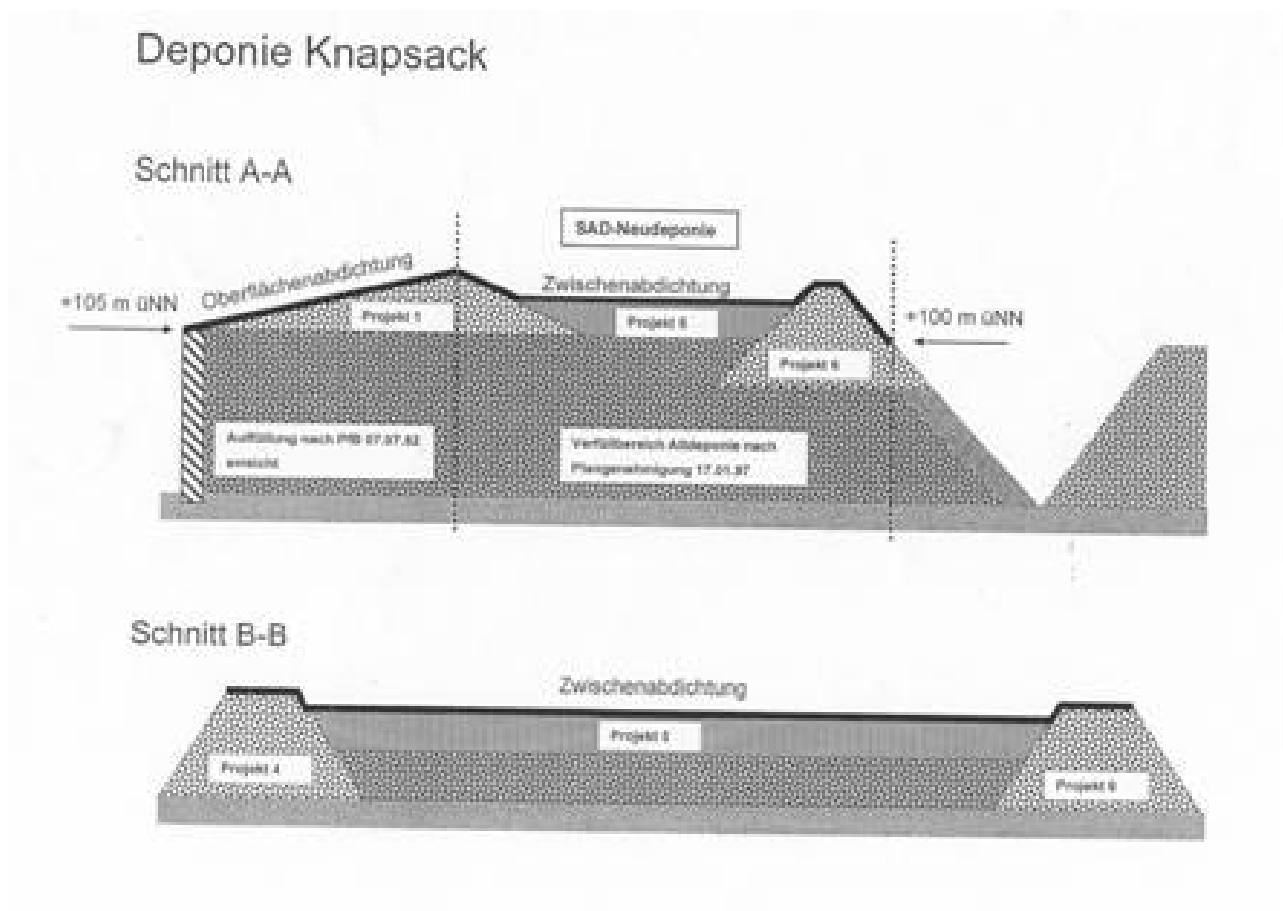 Deponie Knapsack
Schnitt A-A
SAD-Neudeponie
Oberflächenabdichtung
Zwischenabdichtung
+105 m üNN
Projekt 1
Projekt 5
+100 m üNN
Projekt 6
Auffüllung nach PfB 07.07.82
erreicht
Verfüllbereich Altdeponie nach
Plangenehmigung 17.01.97
Schnitt B-B
Zwischenabdichtung
Projekt 5
Projekt 4
Projekt 6